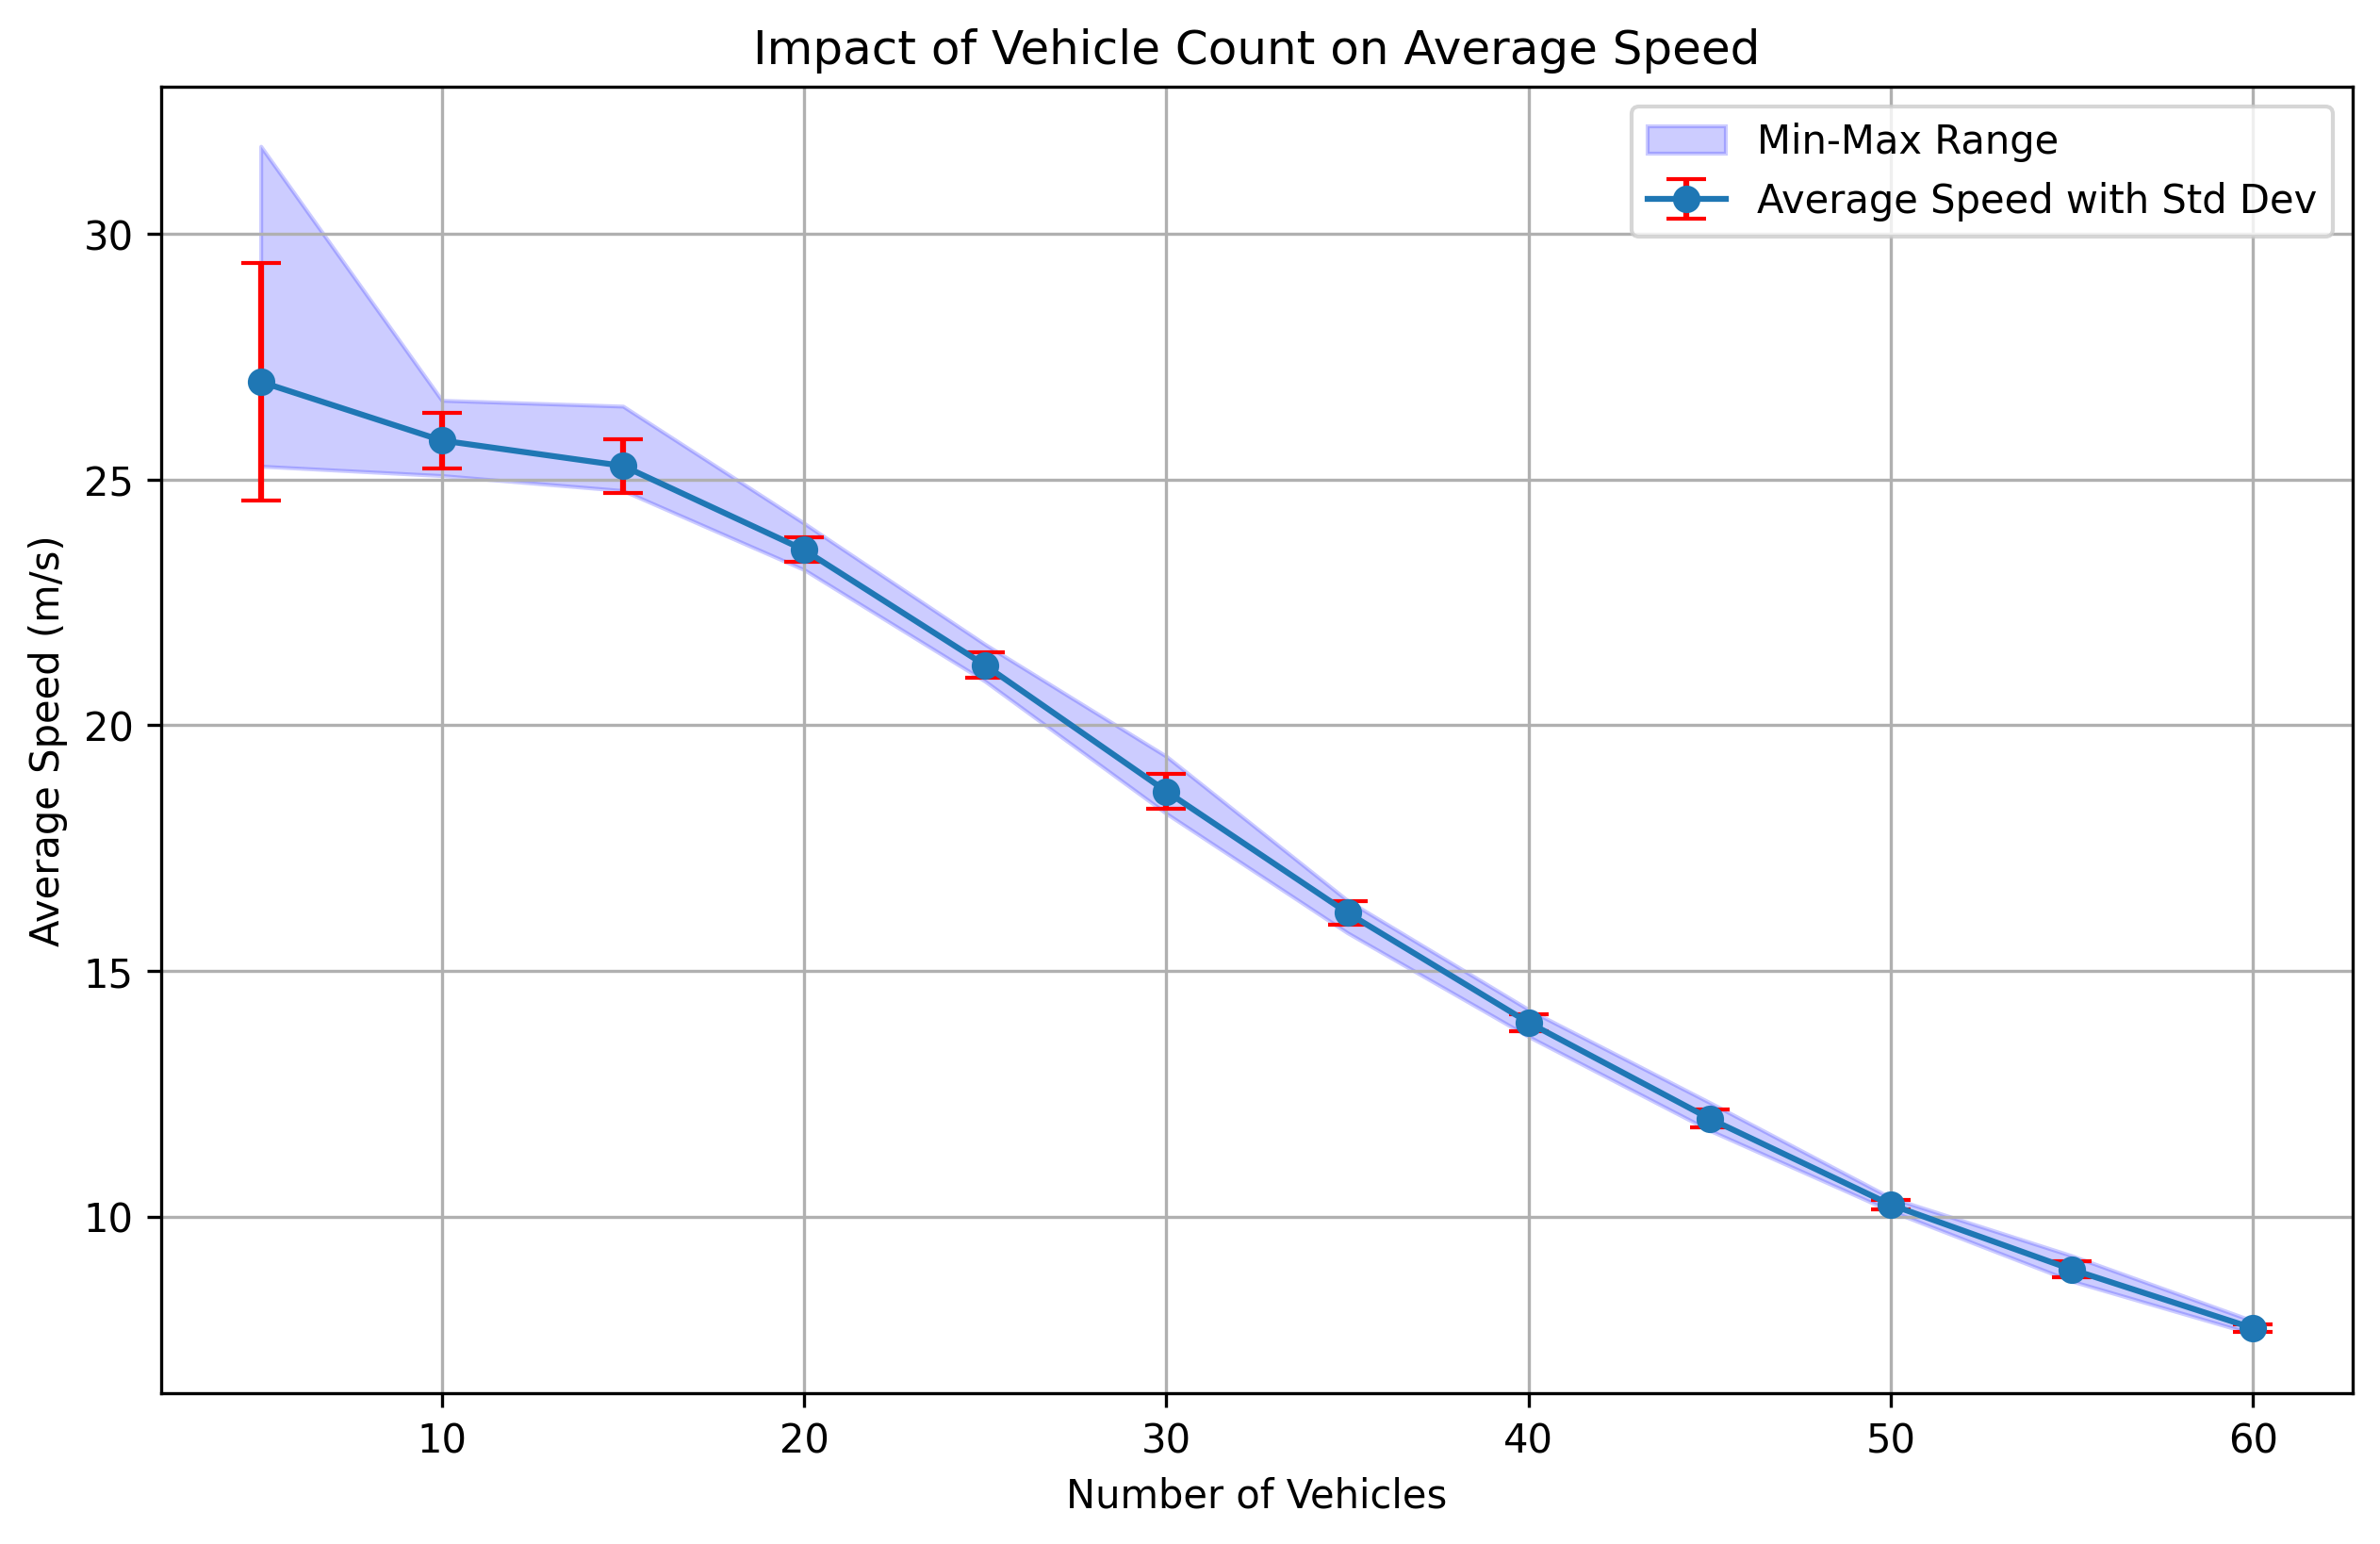 Impact of Vehicle Count on Average Speed
Min-Max Range
Average Speed with Std Dev
Average Speed (m/s)
30
25
20
15
10
10 20 30 40 50 60
Number of Vehicles